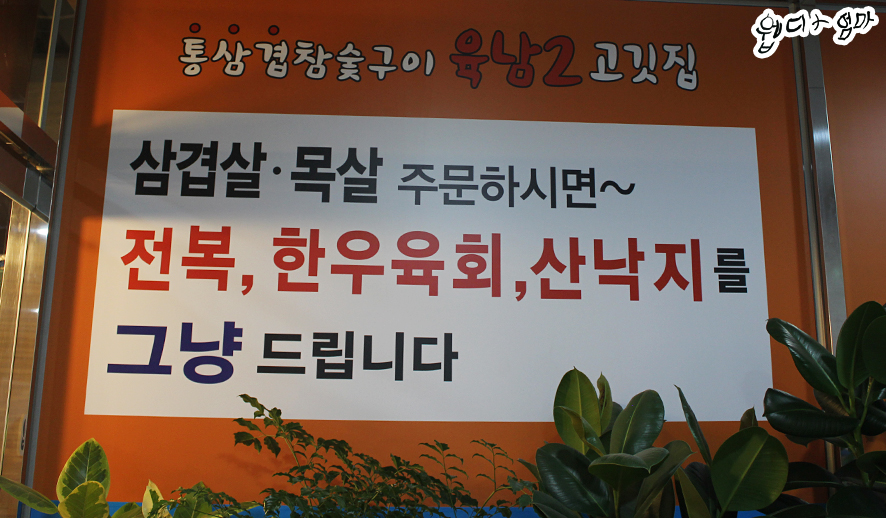 통삼겹참숯구이 육남2 고깃집
삼겹살·목살 주문하시면~
전복, 한우육회, 산낙지를
그냥 드립니다